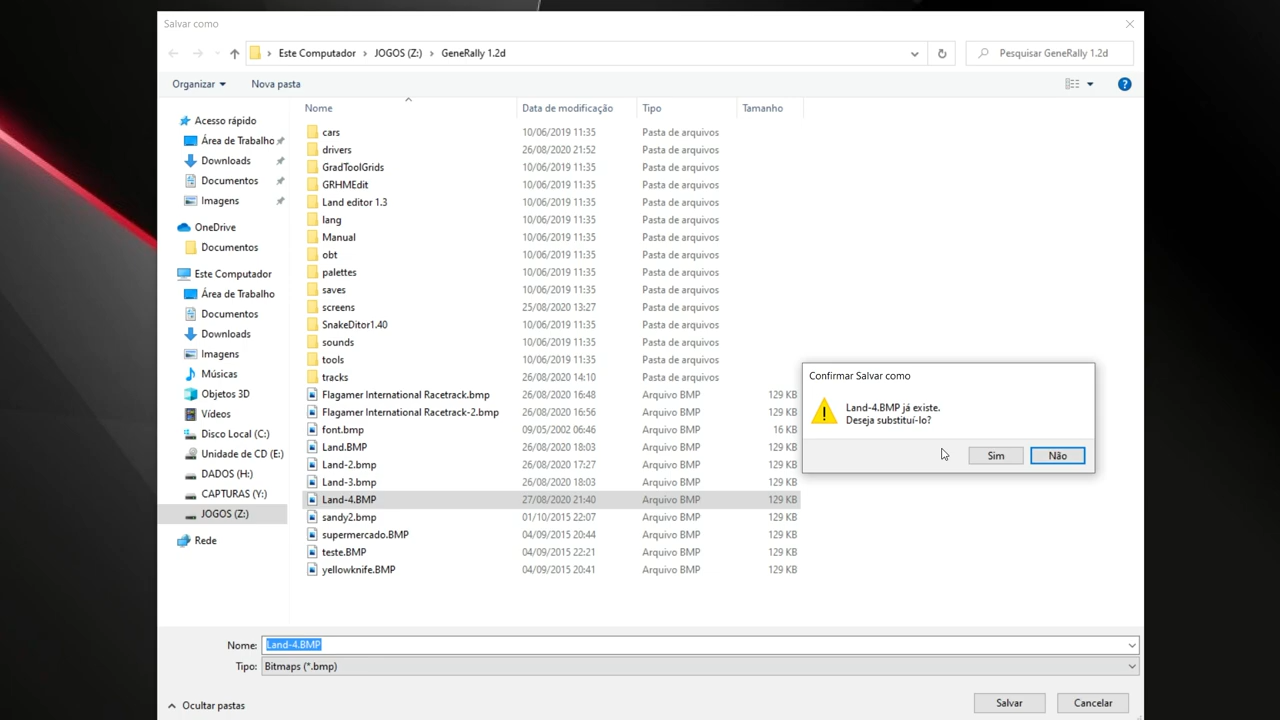 Salvar como
Este Computador > JOGOS (Z:) > GeneRally 1.2d
Pesquisar GeneRally 1.2d
Organizar
Nova pasta
?
Nome Data de modificação Tipo Tamanho
Acesso rápido
Área de Trabalho
Downloads
Documentos
Imagens
OneDrive
Documentos
Este Computador
Área de Trabalho
Documentos
Downloads
Imagens
Músicas
Objetos 3D
Vídeos
Disco Local (C:)
Unidade de CD (E:)
DADOS (H:)
CAPTURAS (Y:)
JOGOS (Z:)
Rede
cars 10/06/2019 11:35 Pasta de arquivos
drivers 26/08/2020 21:52 Pasta de arquivos
GradToolGrids 10/06/2019 11:35 Pasta de arquivos
GRHMEdit 10/06/2019 11:35 Pasta de arquivos
Land editor 1.3 10/06/2019 11:35 Pasta de arquivos
lang 10/06/2019 11:35 Pasta de arquivos
Manual 10/06/2019 11:35 Pasta de arquivos
obt 10/06/2019 11:35 Pasta de arquivos
palettes 10/06/2019 11:35 Pasta de arquivos
saves 10/06/2019 11:35 Pasta de arquivos
screens 25/08/2020 13:27 Pasta de arquivos
SnakeDitor1.40 10/06/2019 11:35 Pasta de arquivos
sounds 10/06/2019 11:35 Pasta de arquivos
tools 10/06/2019 11:35 Pasta de arquivos
tracks 26/08/2020 14:10 Pasta de arquivos
Flagamer International Racetrack.bmp 26/08/2020 16:48 Arquivo BMP 129 KB
Flagamer International Racetrack-2.bmp 26/08/2020 16:56 Arquivo BMP 129 KB
font.bmp 09/05/2002 06:46 Arquivo BMP 16 KB
Land.BMP 26/08/2020 18:03 Arquivo BMP 129 KB
Land-2.bmp 26/08/2020 17:27 Arquivo BMP 129 KB
Land-3.bmp 26/08/2020 18:03 Arquivo BMP 129 KB
Land-4.BMP 27/08/2020 21:40 Arquivo BMP 129 KB
sandy2.bmp 01/10/2015 22:07 Arquivo BMP 129 KB
supermercado.BMP 04/09/2015 20:44 Arquivo BMP 129 KB
teste.BMP 04/09/2015 22:21 Arquivo BMP 129 KB
yellowknife.BMP 04/09/2015 20:41 Arquivo BMP 129 KB
Confirmar Salvar como
Land-4.BMP já existe.
Deseja substituí-lo?
Sim Não
Nome: Land-4.BMP
Tipo: Bitmaps (*.bmp)
Ocultar pastas
Salvar Cancelar